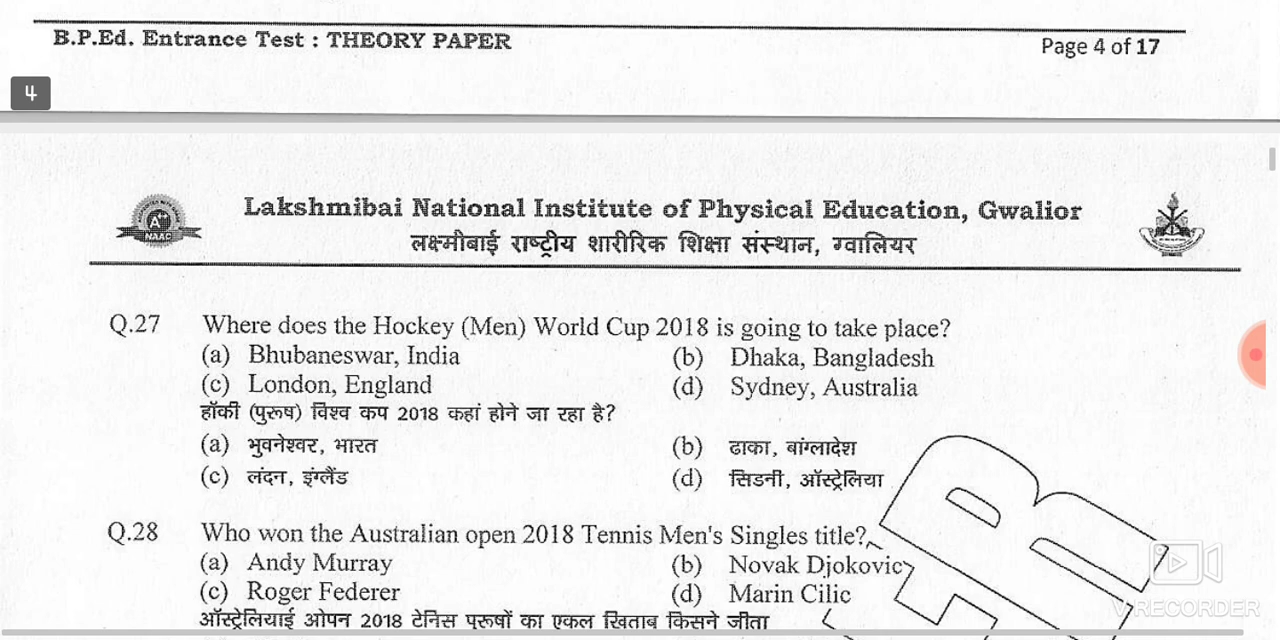 B.P.Ed. Entrance Test : THEORY PAPER Page 4 of 17
4
Lakshmibai National Institute of Physical Education, Gwalior
लक्ष्मीबाई राष्ट्रीय शारीरिक शिक्षा संस्थान, ग्वालियर
A+
NAAC
Q.27 Where does the Hockey (Men) World Cup 2018 is going to take place?
(a) Bhubaneswar, India (b) Dhaka, Bangladesh
(c) London, England (d) Sydney, Australia
हॉकी (पुरूष) विश्व कप 2018 कहां होने जा रहा है?
(a) भुवनेश्वर, भारत (b) ढाका, बांग्लादेश
(c) लंदन, इंग्लैंड (d) सिडनी, ऑस्ट्रेलिया
Q.28 Who won the Australian open 2018 Tennis Men's Singles title?
(a) Andy Murray (b) Novak Djokovic
(c) Roger Federer (d) Marin Cilic
ऑस्ट्रेलियाई ओपन 2018 टेनिस पुरूषों का एकल खिताब किसने जीता
V RECORDER